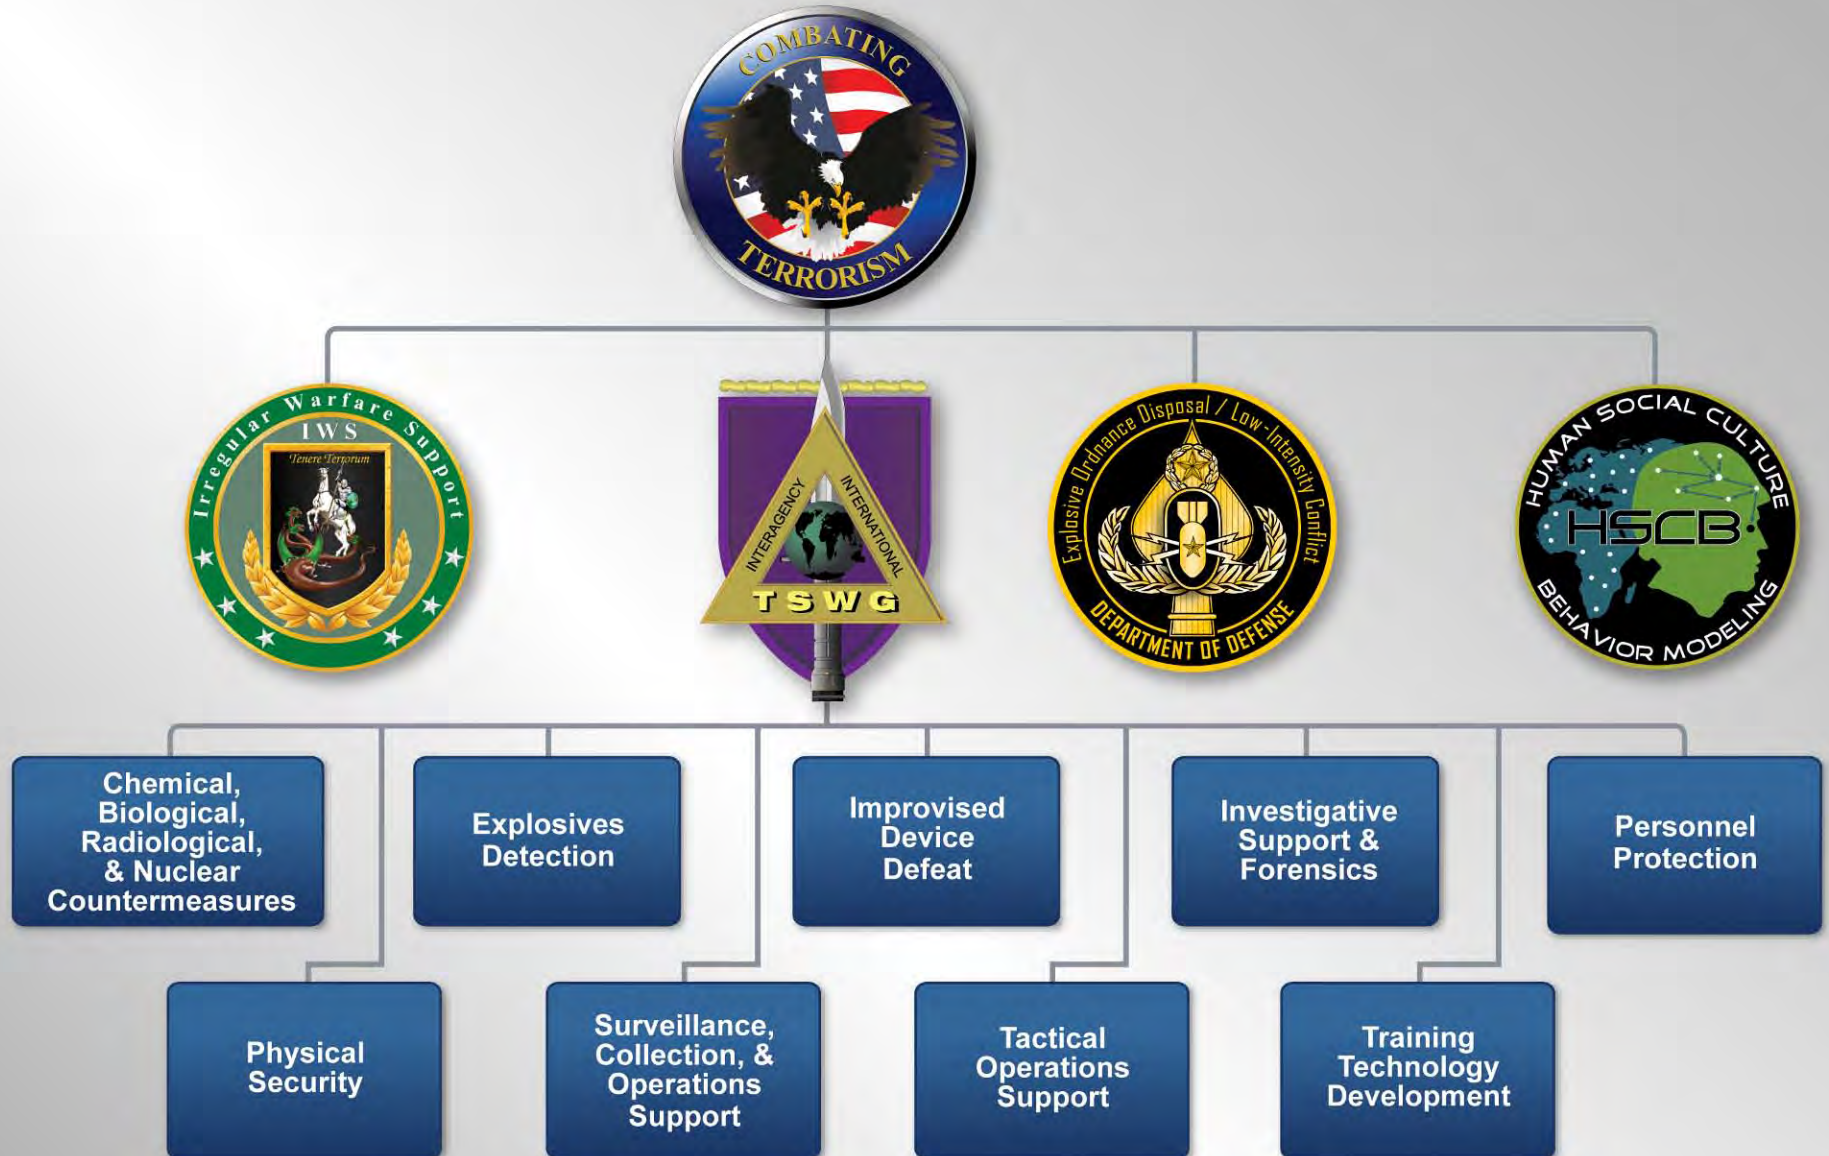 COMBATING
TERRORISM
Irregular Warfare Support
IWS
Tenere Terrorum
INTERAGENCY
INTERNATIONAL
TSWG
Explosive Ordnance Disposal / Low-Intensity Conflict
DEPARTMENT OF DEFENSE
HUMAN SOCIAL CULTURE
HSCB
BEHAVIOR MODELING
Chemical,
Biological,
Radiological,
& Nuclear
Countermeasures
Explosives
Detection
Improvised
Device
Defeat
Investigative
Support &
Forensics
Personnel
Protection
Physical
Security
Surveillance,
Collection, &
Operations
Support
Tactical
Operations
Support
Training
Technology
Development